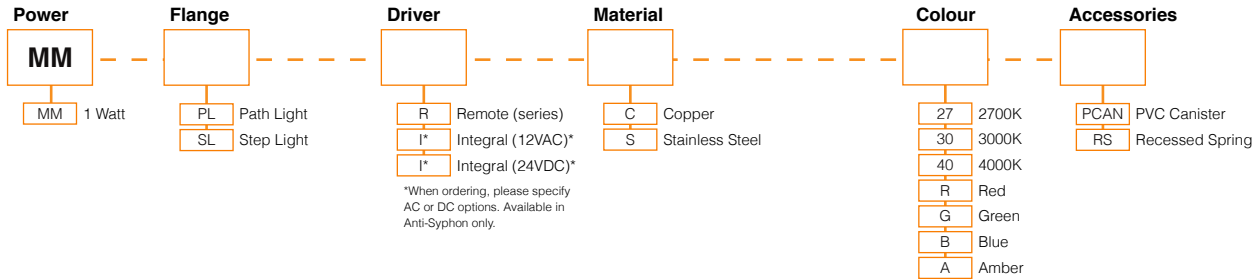 Power Flange Driver Material Colour Accessories
MM
MM 1 Watt
PL Path Light
SL Step Light
R Remote (series)
I* Integral (12VAC)*
I* Integral (24VDC)*
*When ordering, please specify
AC or DC options. Available in
Anti-Syphon only.
C Copper
S Stainless Steel
27 2700K
30 3000K
40 4000K
R Red
G Green
B Blue
A Amber
PCAN PVC Canister
RS Recessed Spring